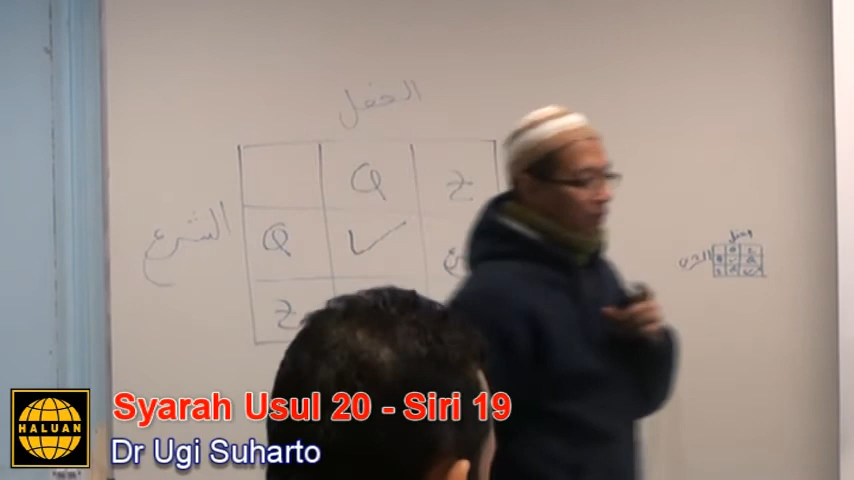 العقل
Q ح
الشرع
Q ✓
ح
HALUAN
Syarah Usul 20 - Siri 19
Dr Ugi Suharto